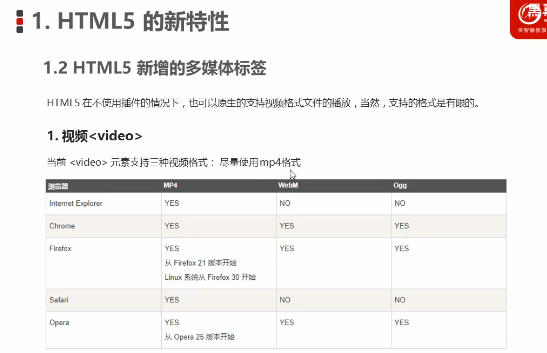 1. HTML5 的新特性
1.2 HTML5 新增的多媒体标签
HTML5 在不使用插件的情况下，也可以原生的支持视频格式文件的播放，当然，支持的格式是有限的。
1. 视频<video>
当前 <video> 元素支持三种视频格式： 尽量使用mp4格式
浏览器 MP4 WebM Ogg
Internet Explorer YES NO NO
Chrome YES YES YES
Firefox YES YES YES
从 Firefox 21 版本开始
Linux 系统从 Firefox 30 开始
Safari YES NO NO
Opera YES YES YES
从 Opera 25 版本开始